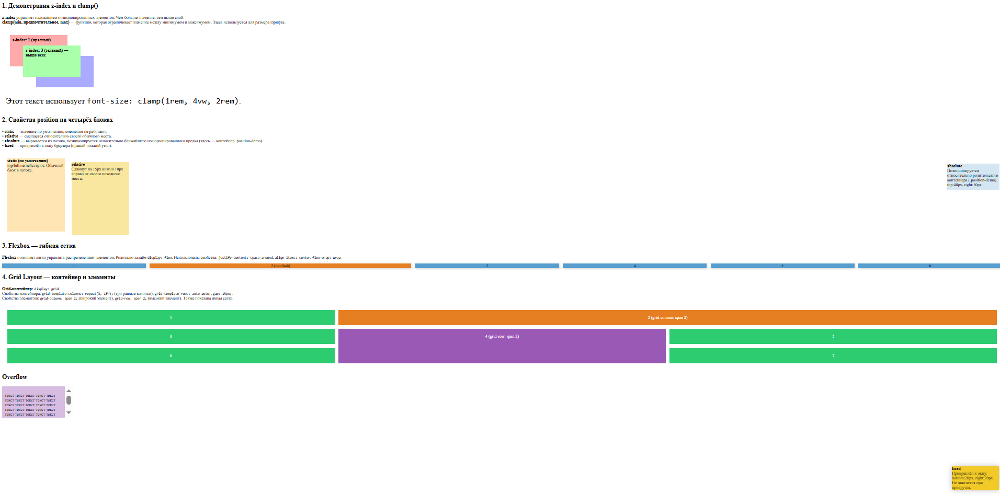 1. Демонстрация z-index и clamp()
z-index управляет наложением позиционированных элементов. Чем больше значение, тем выше слой.
clamp(min, предпочтительное, max) — функция, которая ограничивает значение между минимумом и максимумом. Здесь используется для размера шрифта.
z-index: 1 (красный)
z-index: 3 (зеленый) —
выше всех
Этот текст использует font-size: clamp(1rem, 4vw, 2rem).
2. Свойства position на четырёх блоках
• static — значение по умолчанию, смещения не работают.
• relative — смещается относительно своего обычного места.
• absolute — вырывается из потока, позиционируется относительно ближайшего позиционированного предка (здесь — контейнер .position-demo).
• fixed — прикреплён к окну браузера (правый нижний угол).
static (по умолчанию)
top/left не действуют. Обычный
блок в потоке.
relative
Сдвинут на 15px вниз и 10px
вправо от своего исходного
места.
absolute
Позиционируется
относительно родительского
контейнера (.position-demo).
top:40px, right:10px.
3. Flexbox — гибкая сетка
Flexbox позволяет легко управлять распределением элементов. Родителю задаём display: flex. Использованы свойства: justify-content: space-around, align-items: center, flex-wrap: wrap.
1
2 (особый)
3
4
5
6
4. Grid Layout — контейнер и элементы
Grid-контейнер: display: grid.
Свойства контейнера: grid-template-columns: repeat(3, 1fr); (три равные колонки), grid-template-rows: auto auto;, gap: 15px;.
Свойства элементов: grid-column: span 2; (широкий элемент), grid-row: span 2; (высокий элемент). Также показана явная сетка.
1
2 (grid-column: span 2)
3
4 (grid-row: span 2)
5
6
7
Overflow
текст текст текст текст текст
текст текст текст текст текст
текст текст текст текст текст
текст текст текст текст текст
текст текст текст текст текст
fixed
Прикреплён к окну:
bottom:20px, right:20px.
Не двигается при
прокрутке.